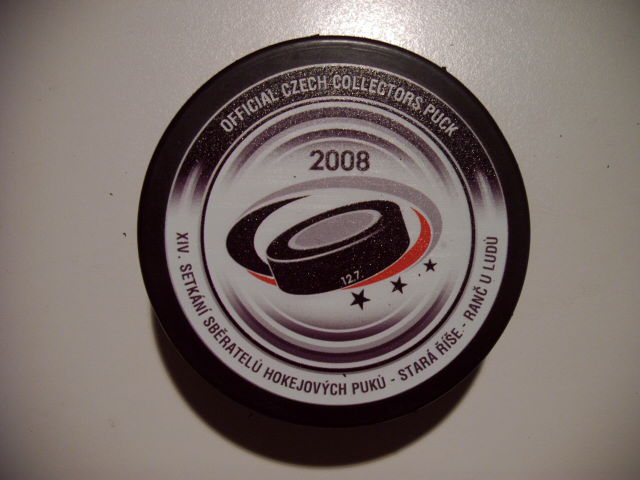 OFFICIAL CZECH COLLECTORS PUCK
2008
12.7.
XIV. SETKÁNÍ SBĚRATELŮ HOKEJOVÝCH PUKŮ - STARÁ ŘÍŠE - RANČ U LUDŮ